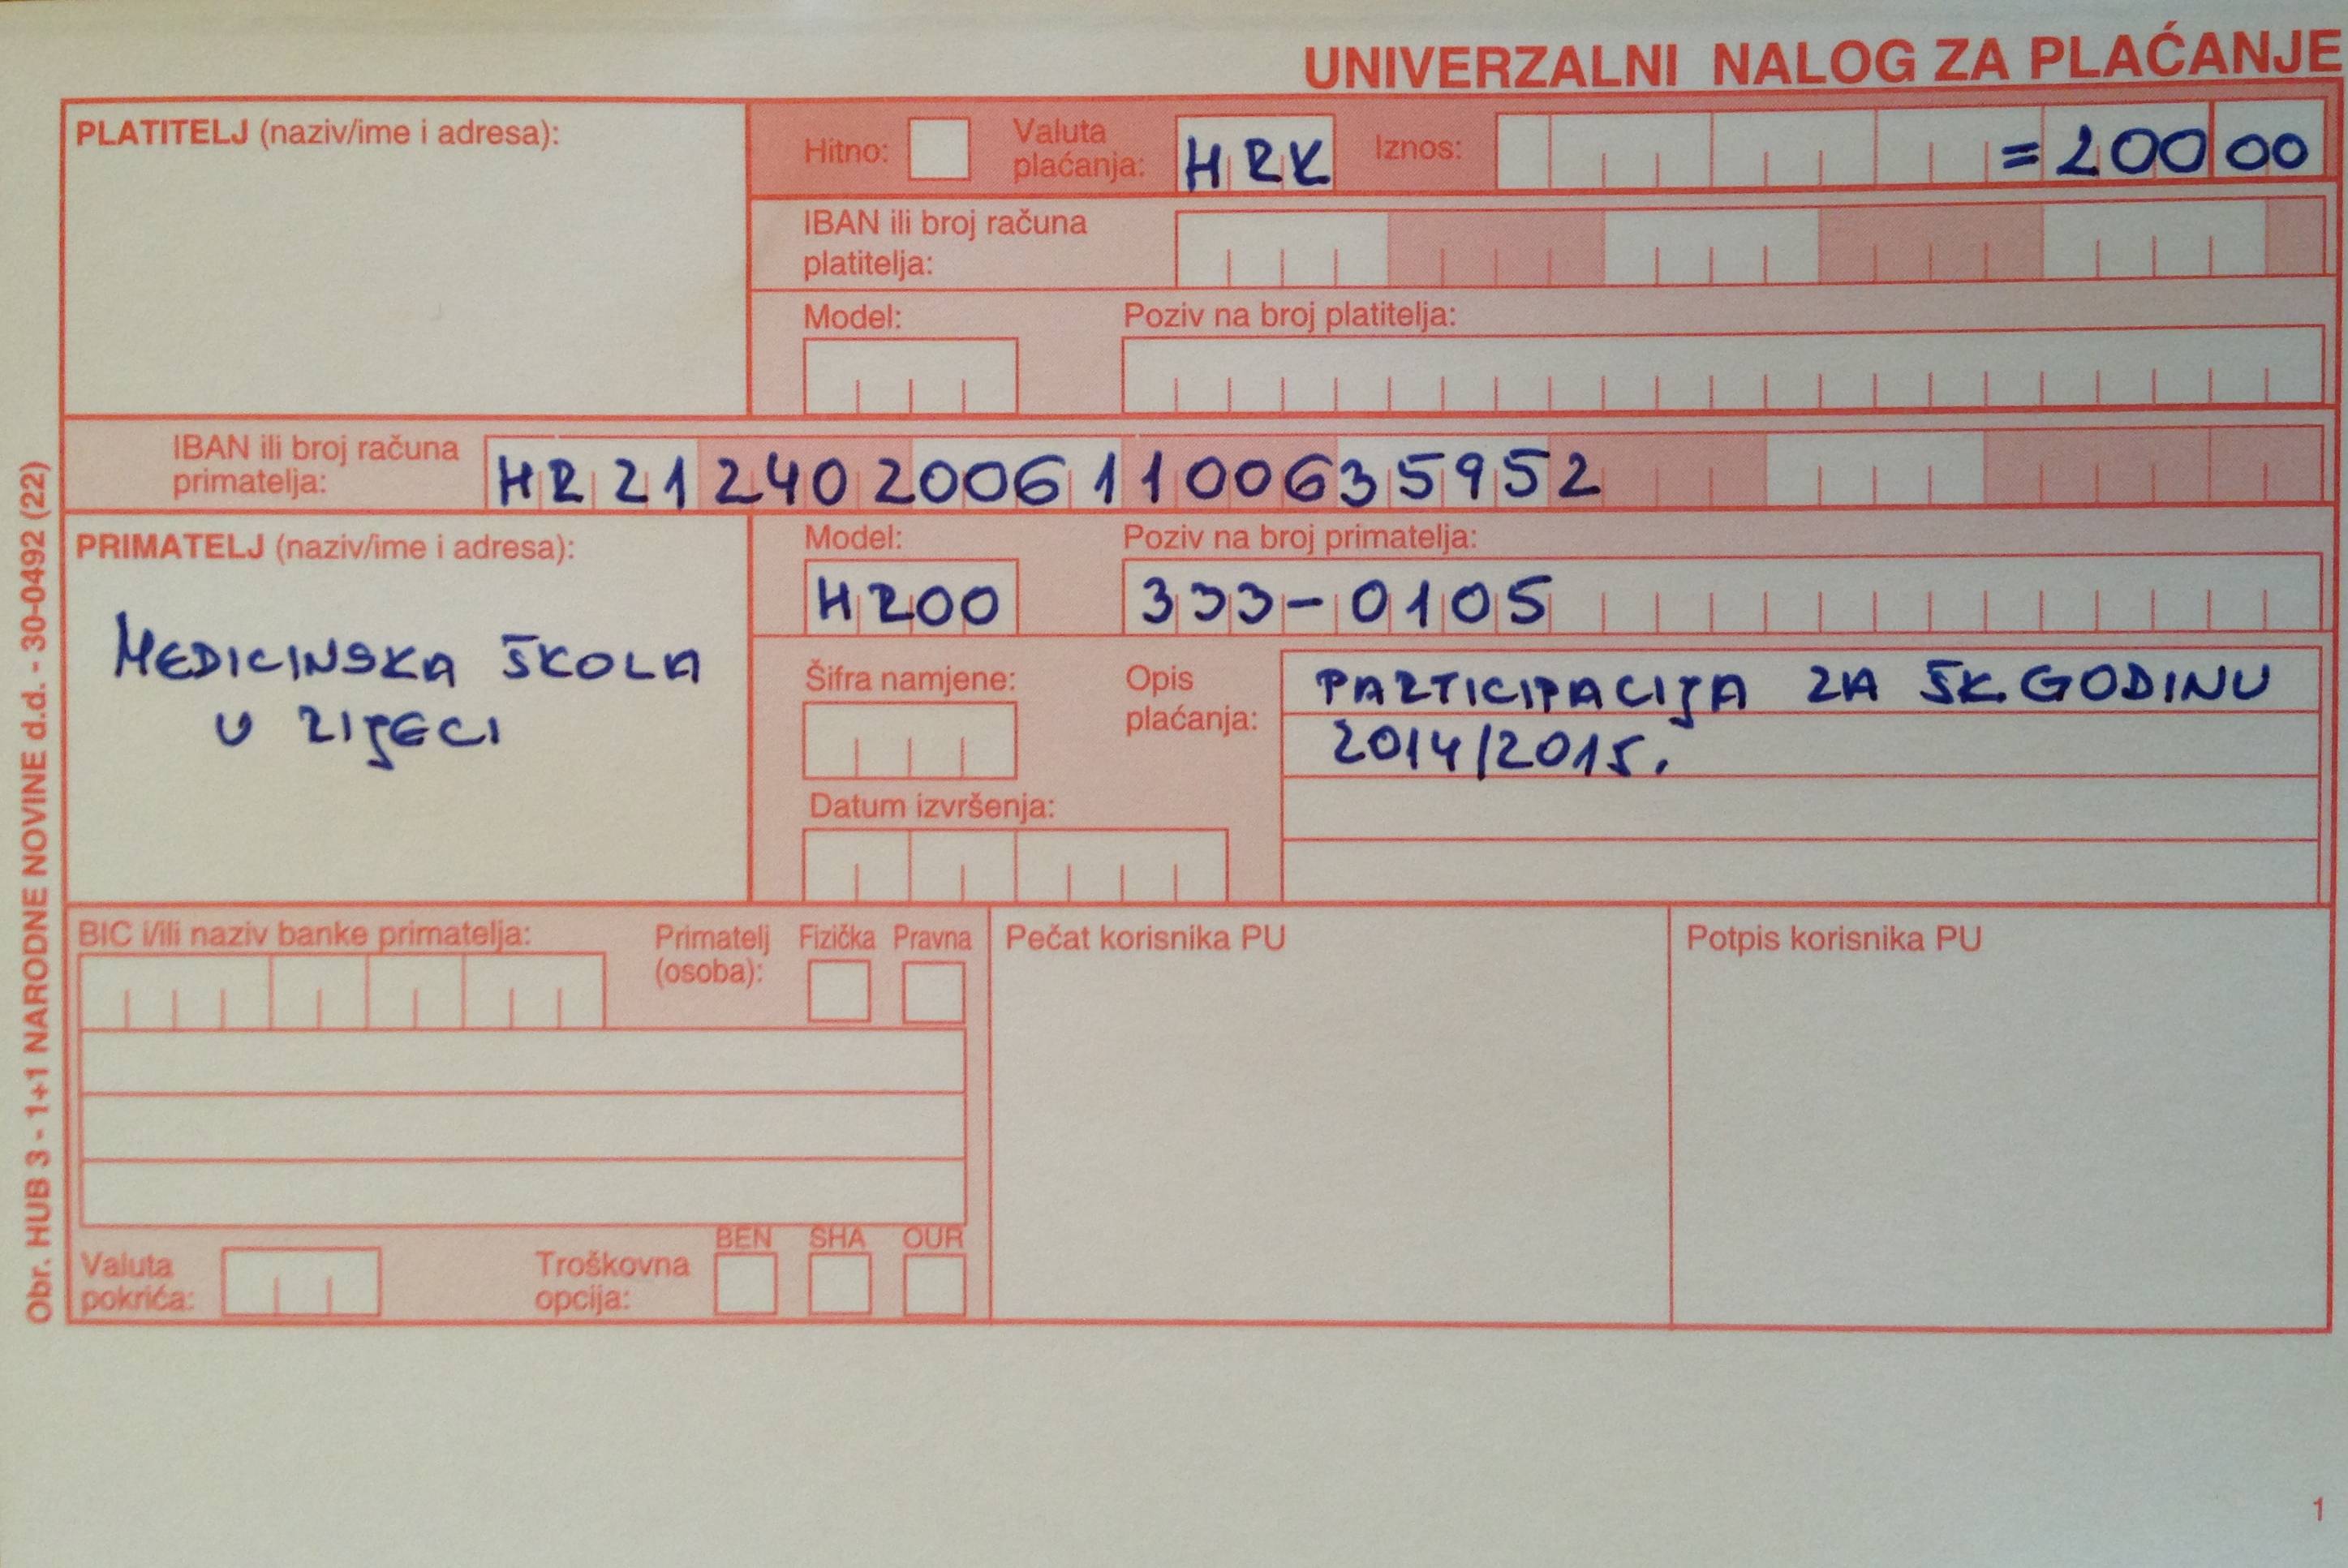 UNIVERZALNI NALOG ZA PLAĆANJE
PLATITELJ (naziv/ime i adresa):
Hitno:
Valuta
plaćanja:
HRK
Iznos:
=20000
IBAN ili broj računa
platitelja:
Model:
Poziv na broj platitelja:
IBAN ili broj računa
primatelja:
HR2124020061100635952
PRIMATELJ (naziv/ime i adresa):
MEDICINSKA ŠKOLA
U RIJECI
Model:
HR00
Poziv na broj primatelja:
333-0105
Šifra namjene:
Opis
plaćanja:
PARTICIPACIJA ZA ŠK. GODINU
2014/2015.
Datum izvršenja:
BIC i/ili naziv banke primatelja:
Primatelj
(osoba):
Fizička
Pravna
Pečat korisnika PU
Potpis korisnika PU
Valuta
pokrića:
Troškovna
opcija:
BEN
SHA
OUR
Obr. HUB 3 - 1+1 NARODNE NOVINE d.d. - 30-0492 (22)
1